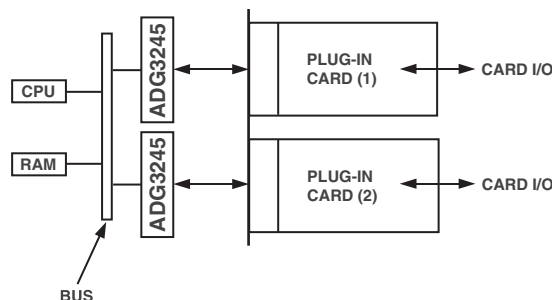 CPU
RAM
BUS
ADG3245
ADG3245
PLUG-IN
CARD (1)
CARD I/O
PLUG-IN
CARD (2)
CARD I/O